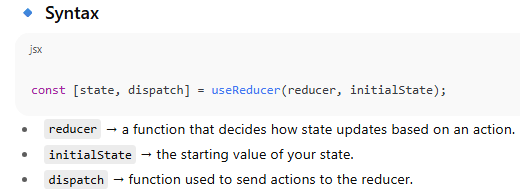 Syntax
jsx
const [state, dispatch] = useReducer(reducer, initialState);
• reducer → a function that decides how state updates based on an action.
• initialState → the starting value of your state.
• dispatch → function used to send actions to the reducer.